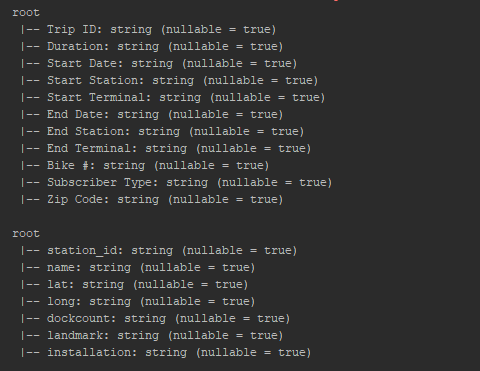 root
|-- Trip ID: string (nullable = true)
|-- Duration: string (nullable = true)
|-- Start Date: string (nullable = true)
|-- Start Station: string (nullable = true)
|-- Start Terminal: string (nullable = true)
|-- End Date: string (nullable = true)
|-- End Station: string (nullable = true)
|-- End Terminal: string (nullable = true)
|-- Bike #: string (nullable = true)
|-- Subscriber Type: string (nullable = true)
|-- Zip Code: string (nullable = true)
root
|-- station_id: string (nullable = true)
|-- name: string (nullable = true)
|-- lat: string (nullable = true)
|-- long: string (nullable = true)
|-- dockcount: string (nullable = true)
|-- landmark: string (nullable = true)
|-- installation: string (nullable = true)